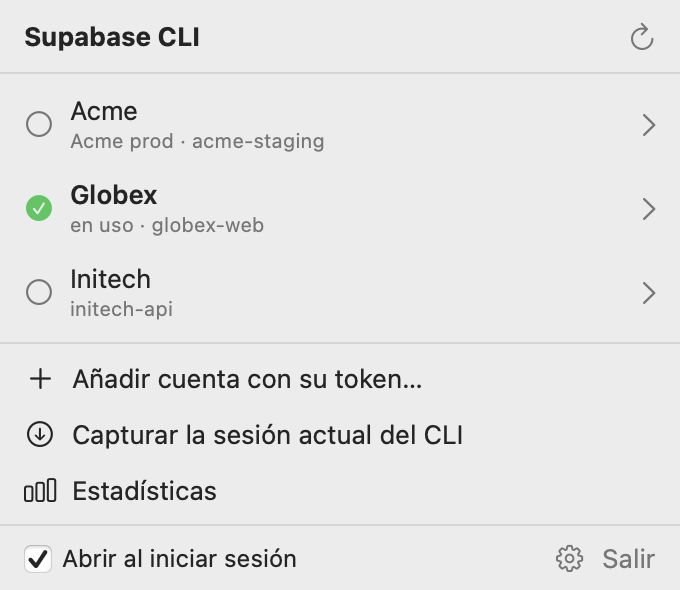 Supabase CLI
Acme
Acme prod · acme-staging
Globex
en uso · globex-web
Initech
initech-api
Añadir cuenta con su token...
Capturar la sesión actual del CLI
Estadísticas
Abrir al iniciar sesión
Salir